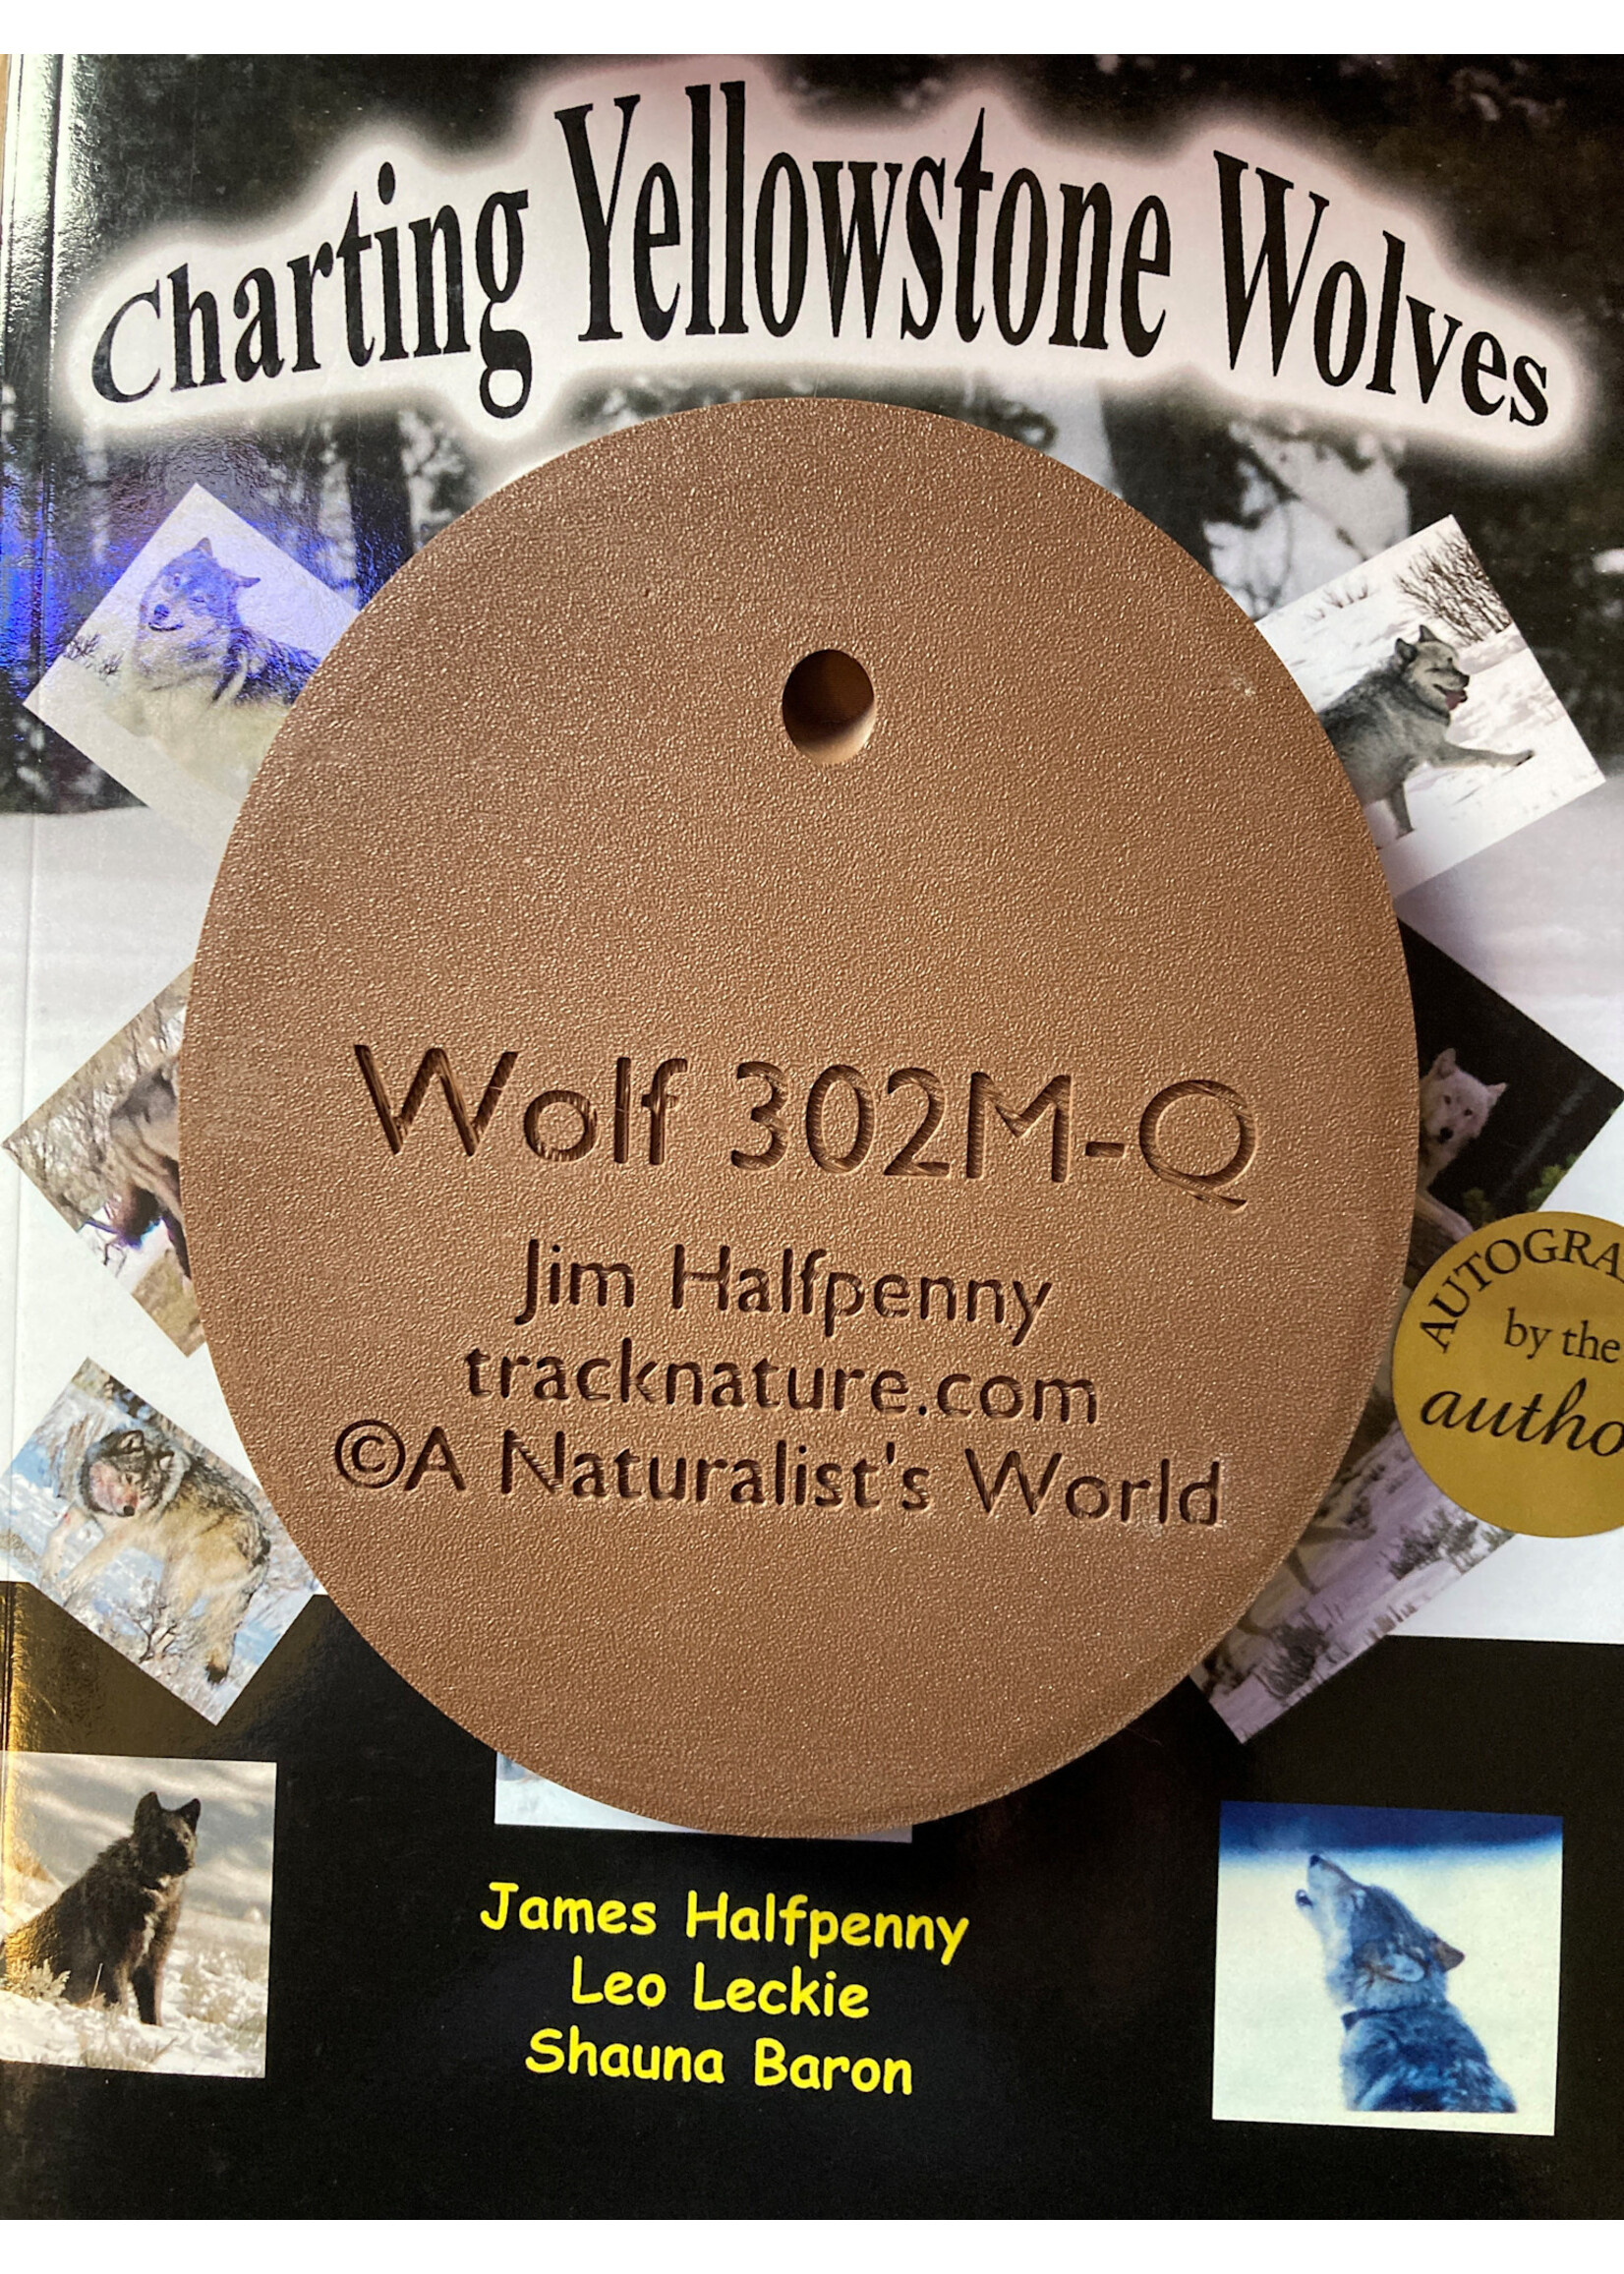 Charting Yellowstone Wolves
Wolf 302M-Q
Jim Halfpenny
tracknature.com
©A Naturalist's World
by the
James Halfpenny
Leo Leckie
Shauna Baron